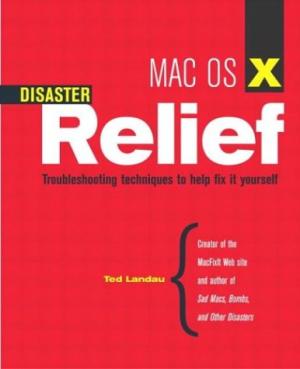 MAC OS X
DISASTER
Relief
Troubleshooting techniques to help fix it yourself
Ted Landau
Creator of the
MacFixIt Web site
and author of
Sad Macs, Bombs,
and Other Disasters